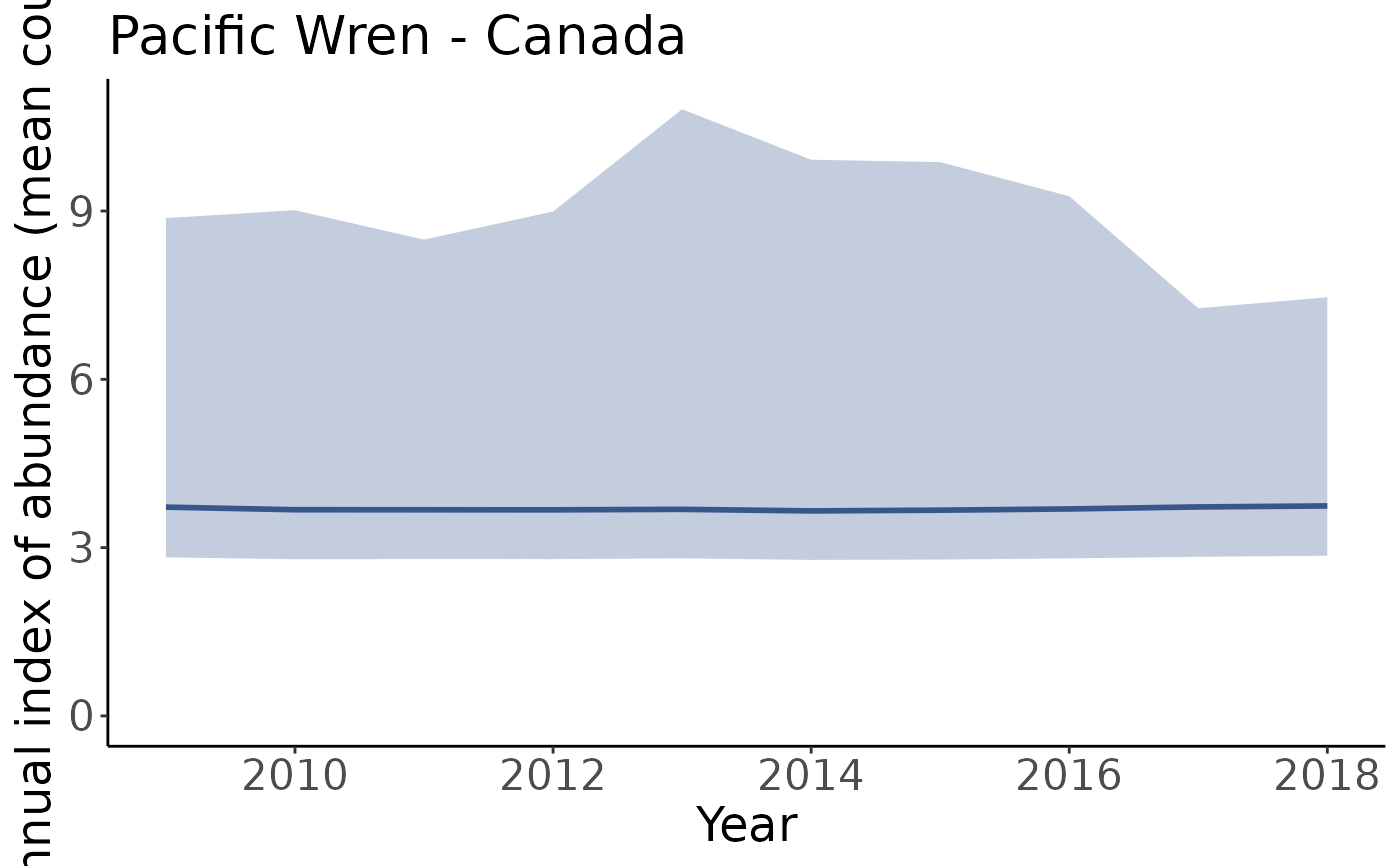 Pacific Wren - Canada
nnual index of abundance (mean cou
9
6
3
0
2010 2012 2014 2016 2018
Year